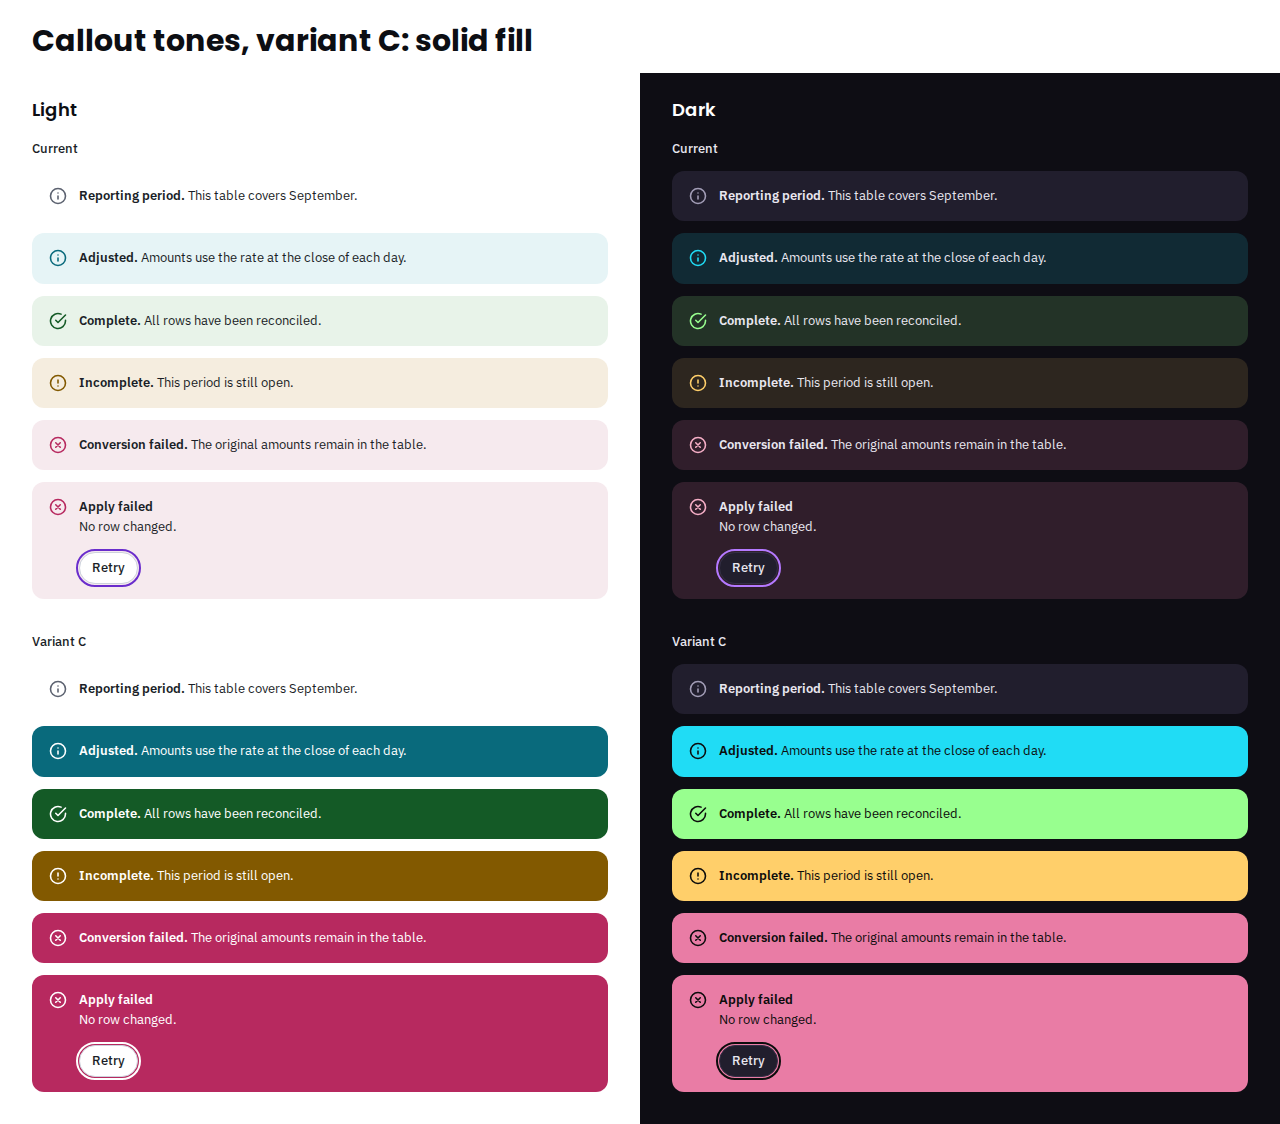 Callout tones, variant C: solid fill
Light
Current
Reporting period. This table covers September.
Adjusted. Amounts use the rate at the close of each day.
Complete. All rows have been reconciled.
Incomplete. This period is still open.
Conversion failed. The original amounts remain in the table.
Apply failed
No row changed.
Retry
Variant C
Reporting period. This table covers September.
Adjusted. Amounts use the rate at the close of each day.
Complete. All rows have been reconciled.
Incomplete. This period is still open.
Conversion failed. The original amounts remain in the table.
Apply failed
No row changed.
Retry
Dark
Current
Reporting period. This table covers September.
Adjusted. Amounts use the rate at the close of each day.
Complete. All rows have been reconciled.
Incomplete. This period is still open.
Conversion failed. The original amounts remain in the table.
Apply failed
No row changed.
Retry
Variant C
Reporting period. This table covers September.
Adjusted. Amounts use the rate at the close of each day.
Complete. All rows have been reconciled.
Incomplete. This period is still open.
Conversion failed. The original amounts remain in the table.
Apply failed
No row changed.
Retry